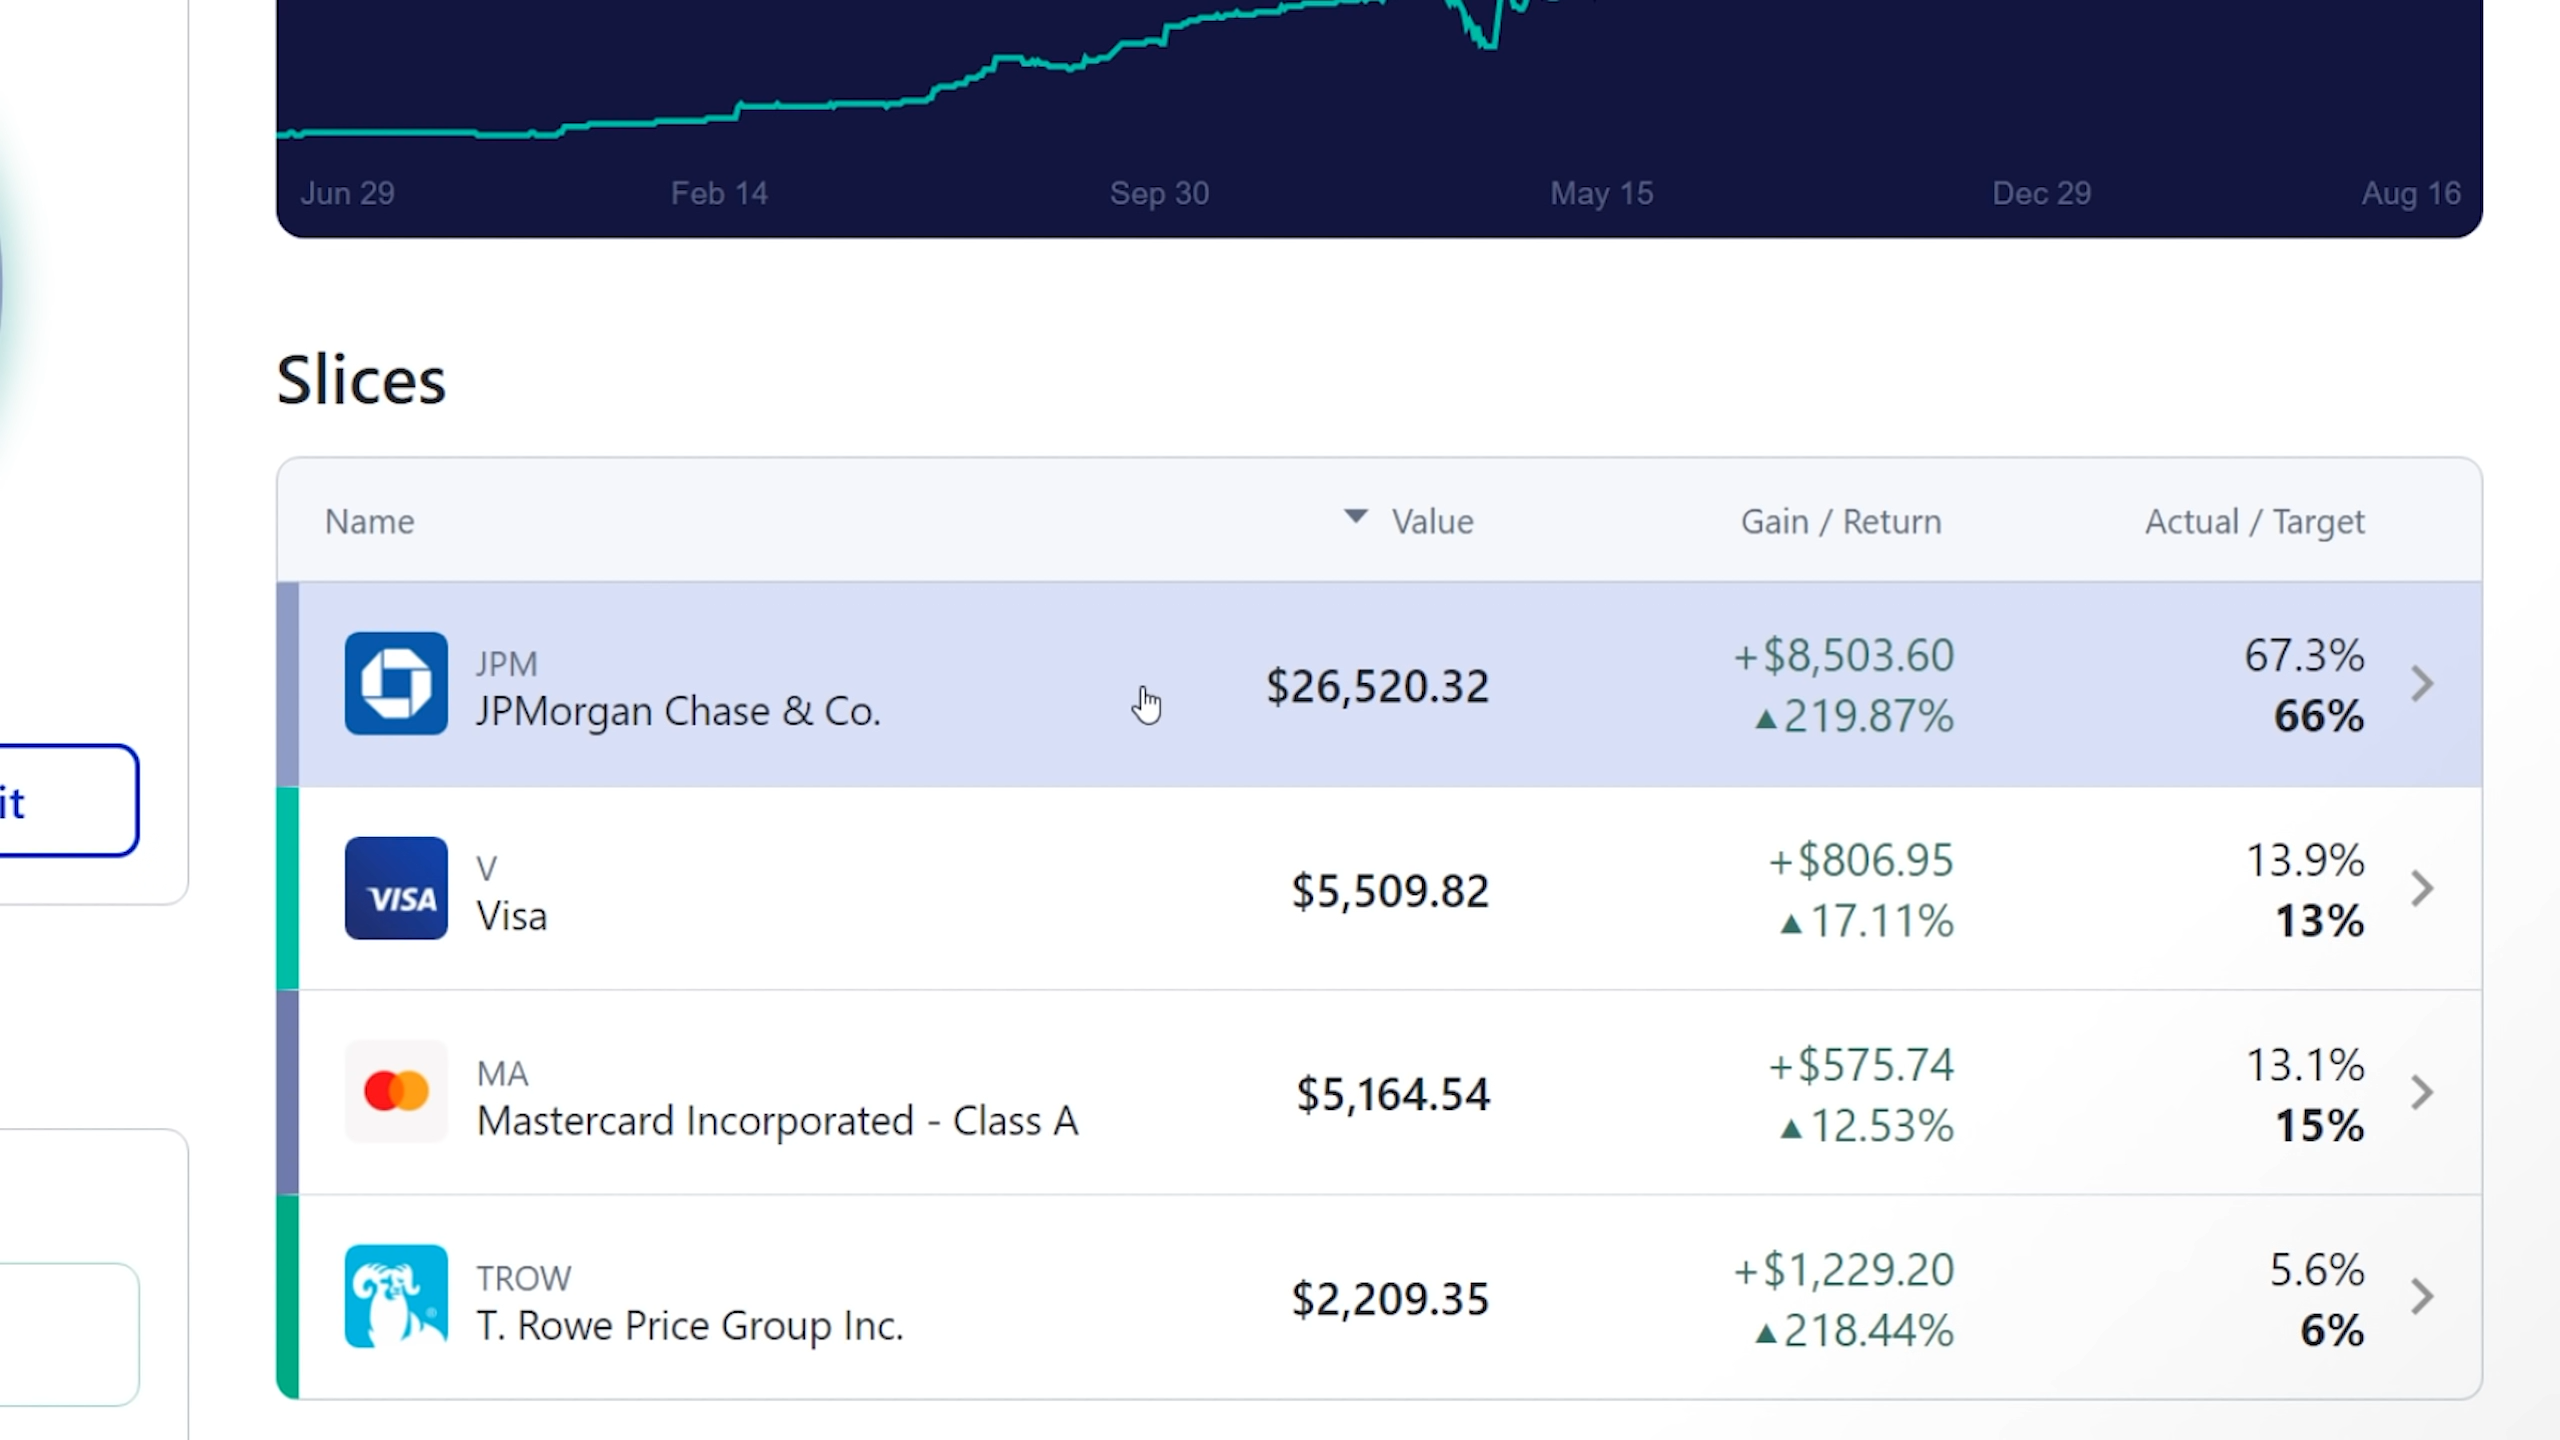 Jun 29 Feb 14 Sep 30 May 15 Dec 29 Aug 16
Slices
Name Value Gain / Return Actual / Target
JPM
JPMorgan Chase & Co.
$26,520.32
+$8,503.60
▲219.87%
67.3%
66%
it
VISA
V
Visa
$5,509.82
+$806.95
▲17.11%
13.9%
13%
MA
Mastercard Incorporated - Class A
$5,164.54
+$575.74
▲12.53%
13.1%
15%
TROW
T. Rowe Price Group Inc.
$2,209.35
+$1,229.20
▲218.44%
5.6%
6%